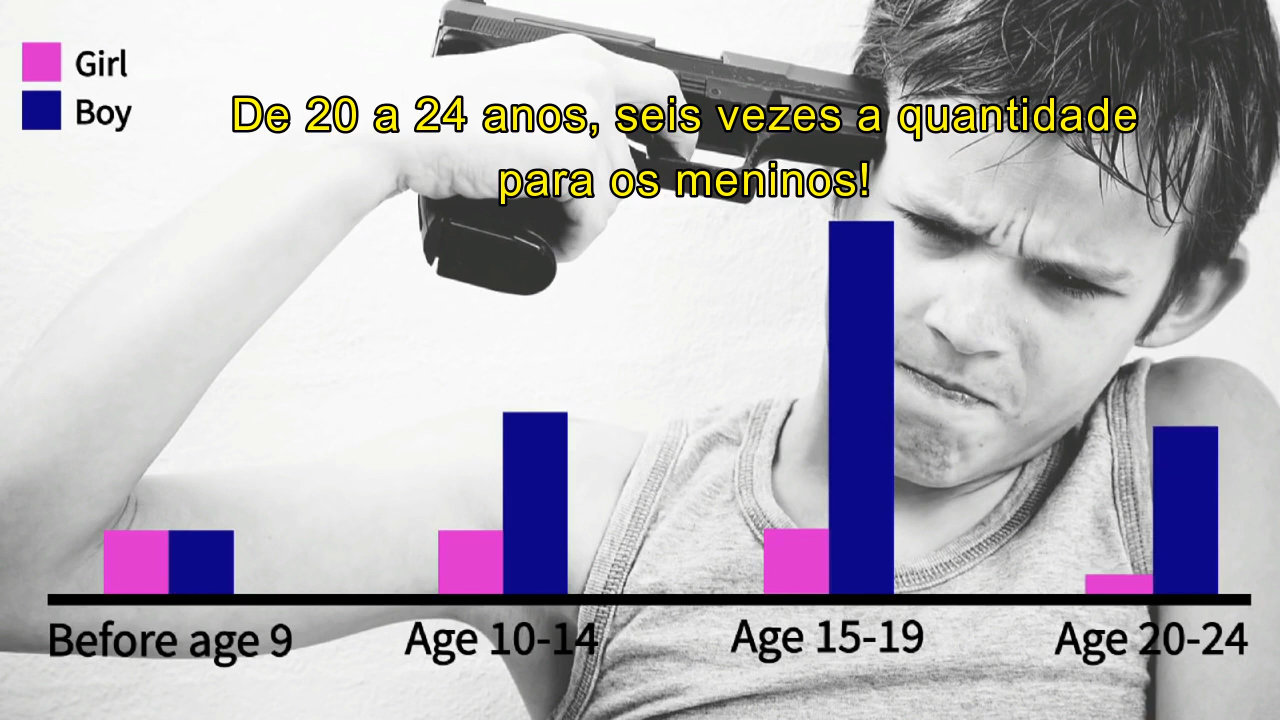 Girl
Boy
De 20 a 24 anos, seis vezes a quantidade
para os meninos!
Before age 9
Age 10-14
Age 15-19
Age 20-24